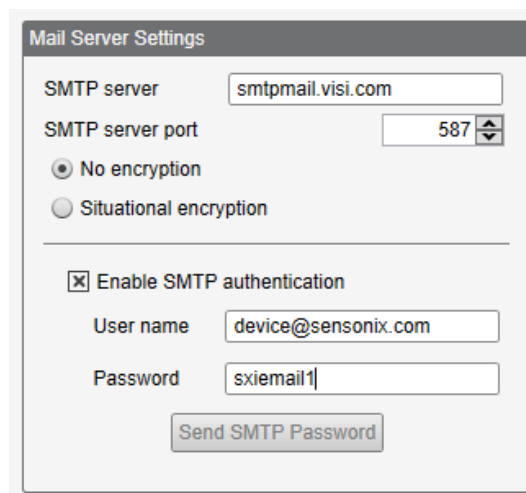 Mail Server Settings
SMTP server smtpmail.visi.com
SMTP server port 587
No encryption
Situational encryption
Enable SMTP authentication
User name device@sensonix.com
Password sxiemail1
Send SMTP Password